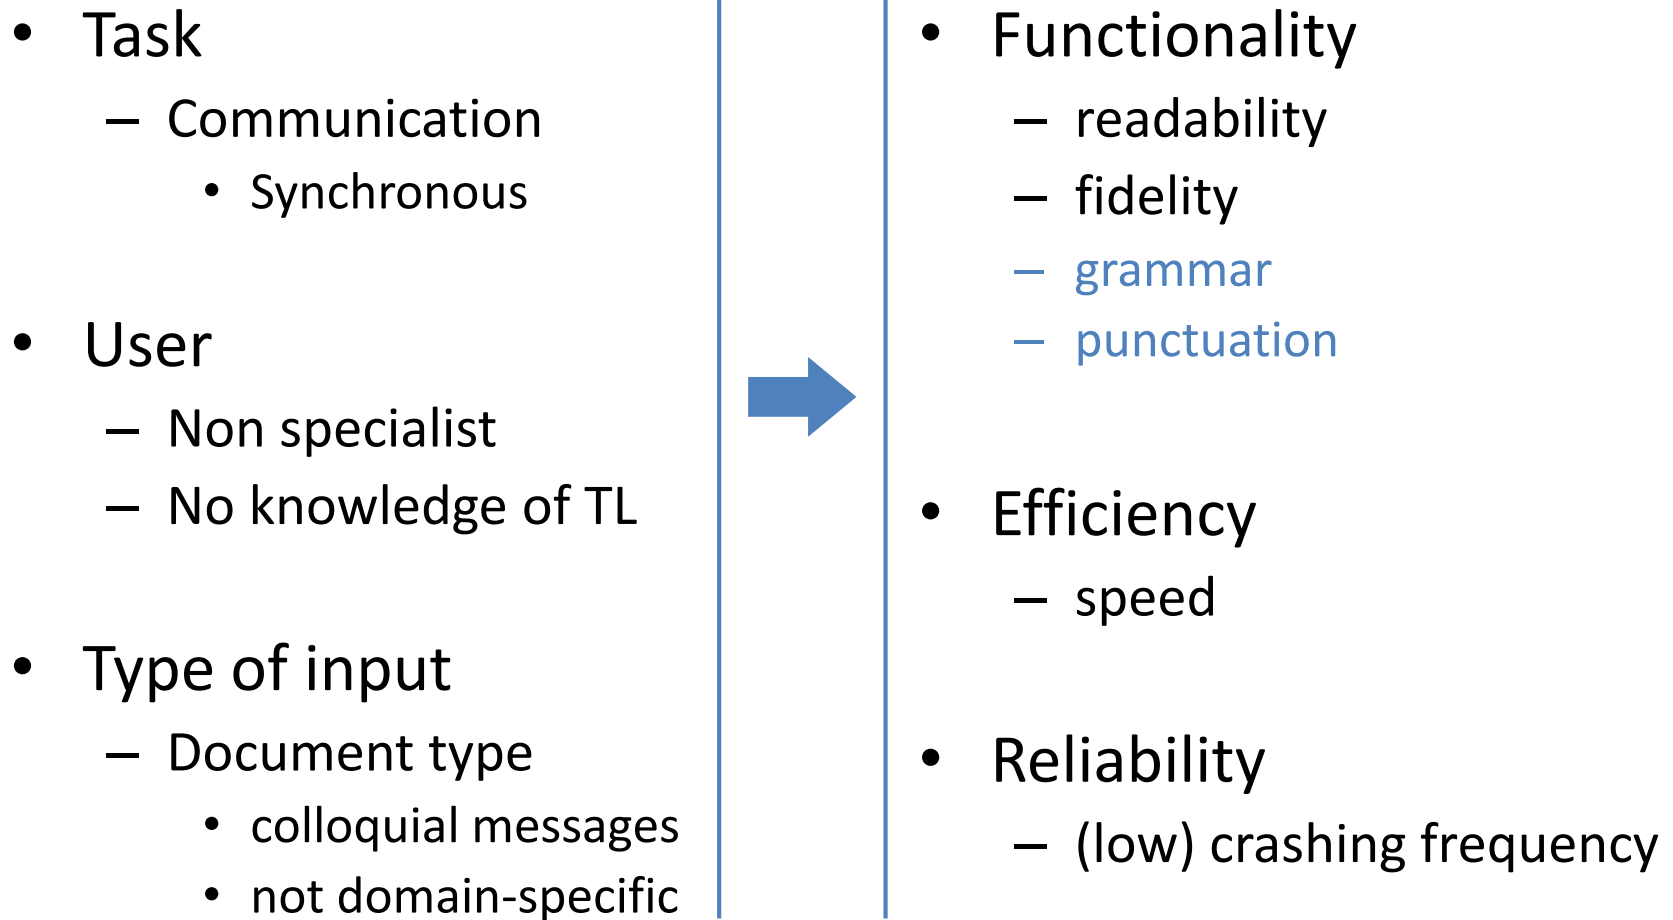 • Task
– Communication
• Synchronous
• User
– Non specialist
– No knowledge of TL
• Type of input
– Document type
• colloquial messages
• not domain-specific
• Functionality
– readability
– fidelity
– grammar
– punctuation
• Efficiency
– speed
• Reliability
– (low) crashing frequency